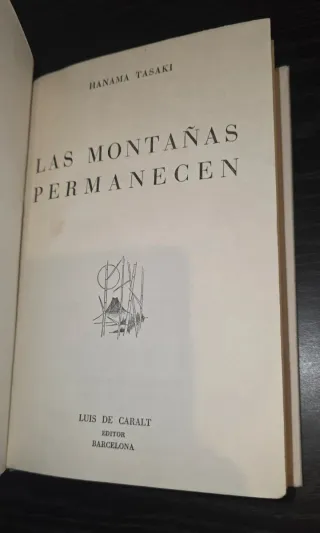 HANAMA TASAKI
LAS MONTAÑAS
PERMANECEN
LUIS DE CARALT
EDITOR
BARCELONA